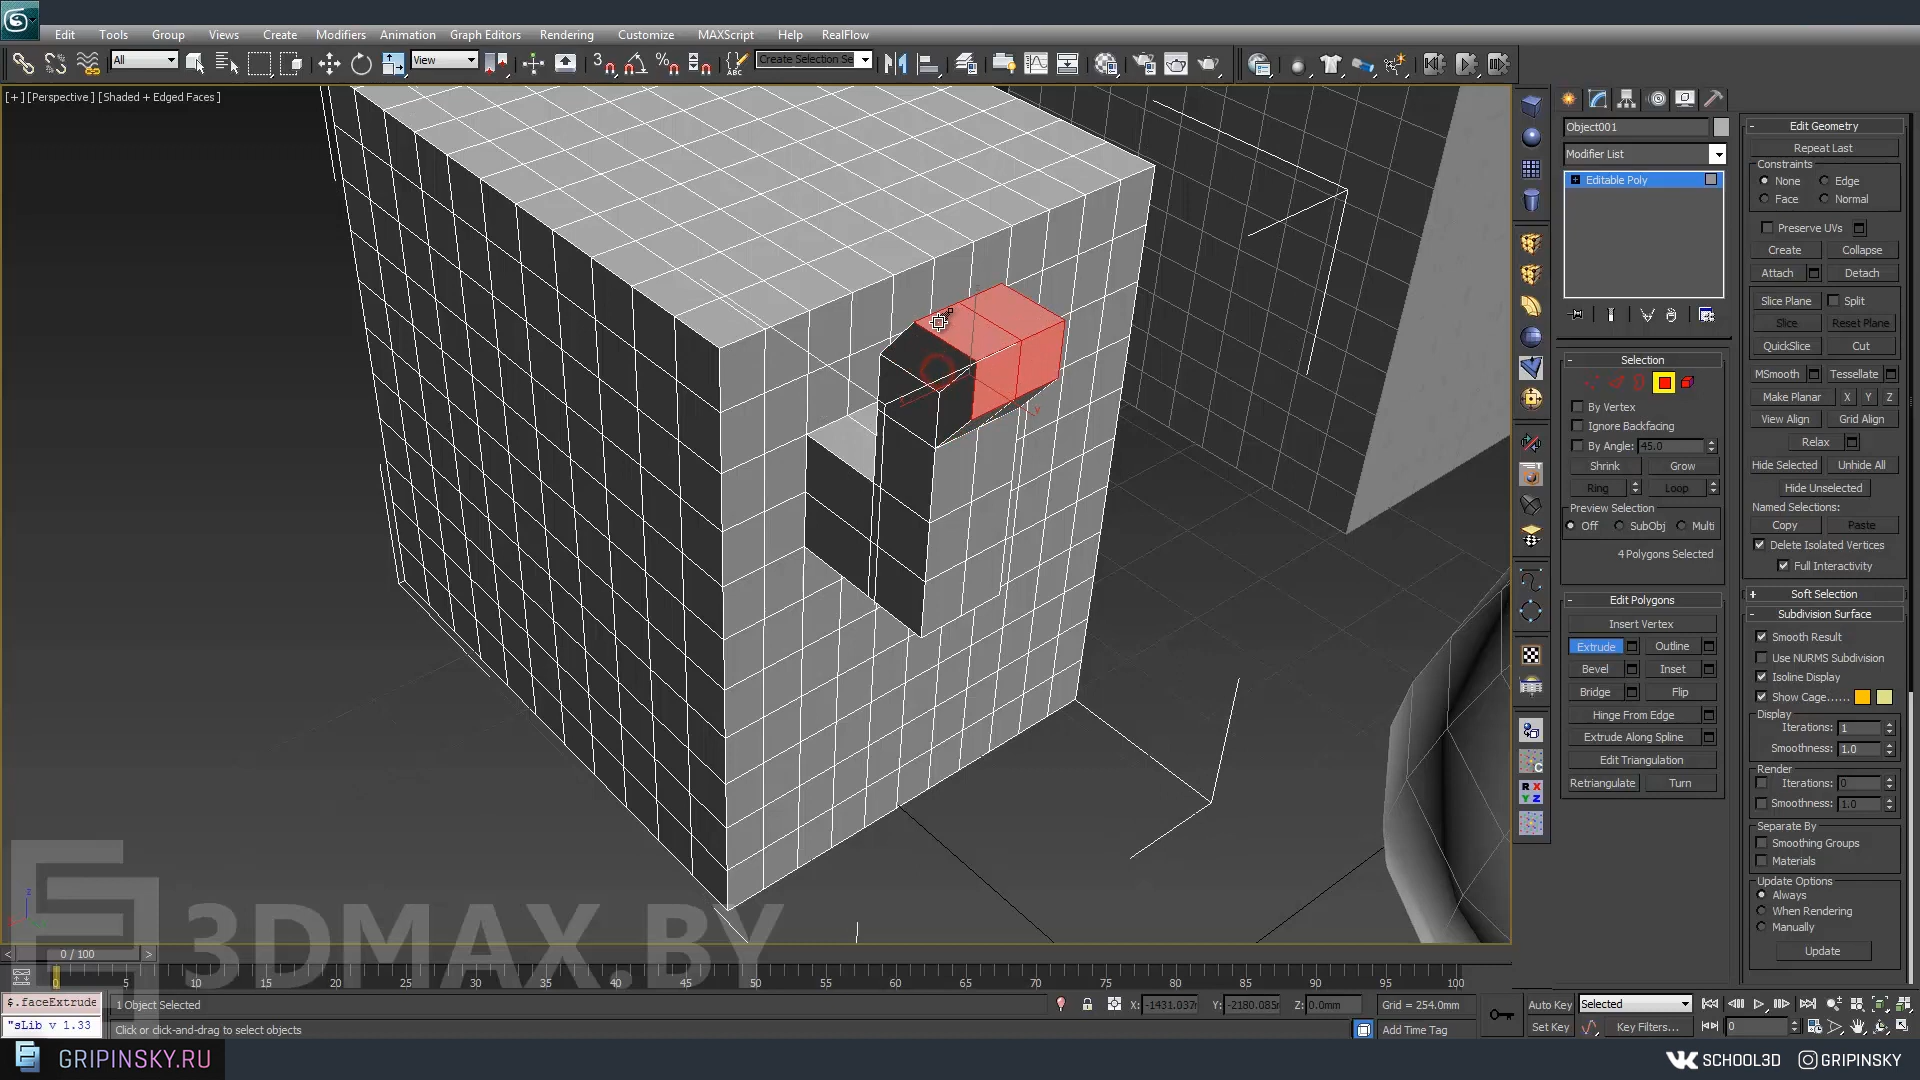 Edit Tools Group Views Create Modifiers Animation Graph Editors Rendering Customize MAXScript Help RealFlow
All View 3 Create Selection Se
[+] [Perspective] [Shaded + Edged Faces]
Object001
Modifier List
Editable Poly
Selection
By Vertex
Ignore Backfacing
By Angle: 45.0
Shrink Grow
Ring Loop
Preview Selection
Off SubObj Multi
4 Polygons Selected
Edit Polygons
Insert Vertex
Extrude Outline
Bevel Inset
Bridge Flip
Hinge From Edge
Extrude Along Spline
Edit Triangulation
Retriangulate Turn
Edit Geometry
Repeat Last
Constraints
None Edge
Face Normal
Preserve UVs
Create Collapse
Attach Detach
Slice Plane Split
Slice Reset Plane
QuickSlice Cut
MSmooth Tessellate
Make Planar X Y Z
View Align Grid Align
Relax
Hide Selected Unhide All
Hide Unselected
Named Selections:
Copy Paste
Delete Isolated Vertices
Full Interactivity
Soft Selection
Subdivision Surface
Smooth Result
Use NURMS Subdivision
Isoline Display
Show Cage......
Display
Iterations: 1
Smoothness: 1.0
Render
Iterations: 0
Smoothness: 1.0
Separate By
Smoothing Groups
Materials
Update Options
Always
When Rendering
Manually
Update
3DMAX.BY
0 / 100
5 10 15 20 25 30 35 40 45 50 55 60 65 70 75 80 85 90 95 100
$.faceExtrude
"sLib v 1.33
1 Object Selected
Click or click-and-drag to select objects
X: -1431.037r Y: -2180.085r Z: 0.0mm Grid = 254.0mm
Add Time Tag
Auto Key Selected
Set Key Key Filters... 0
GRIPINSKY.RU
SCHOOL3D GRIPINSKY